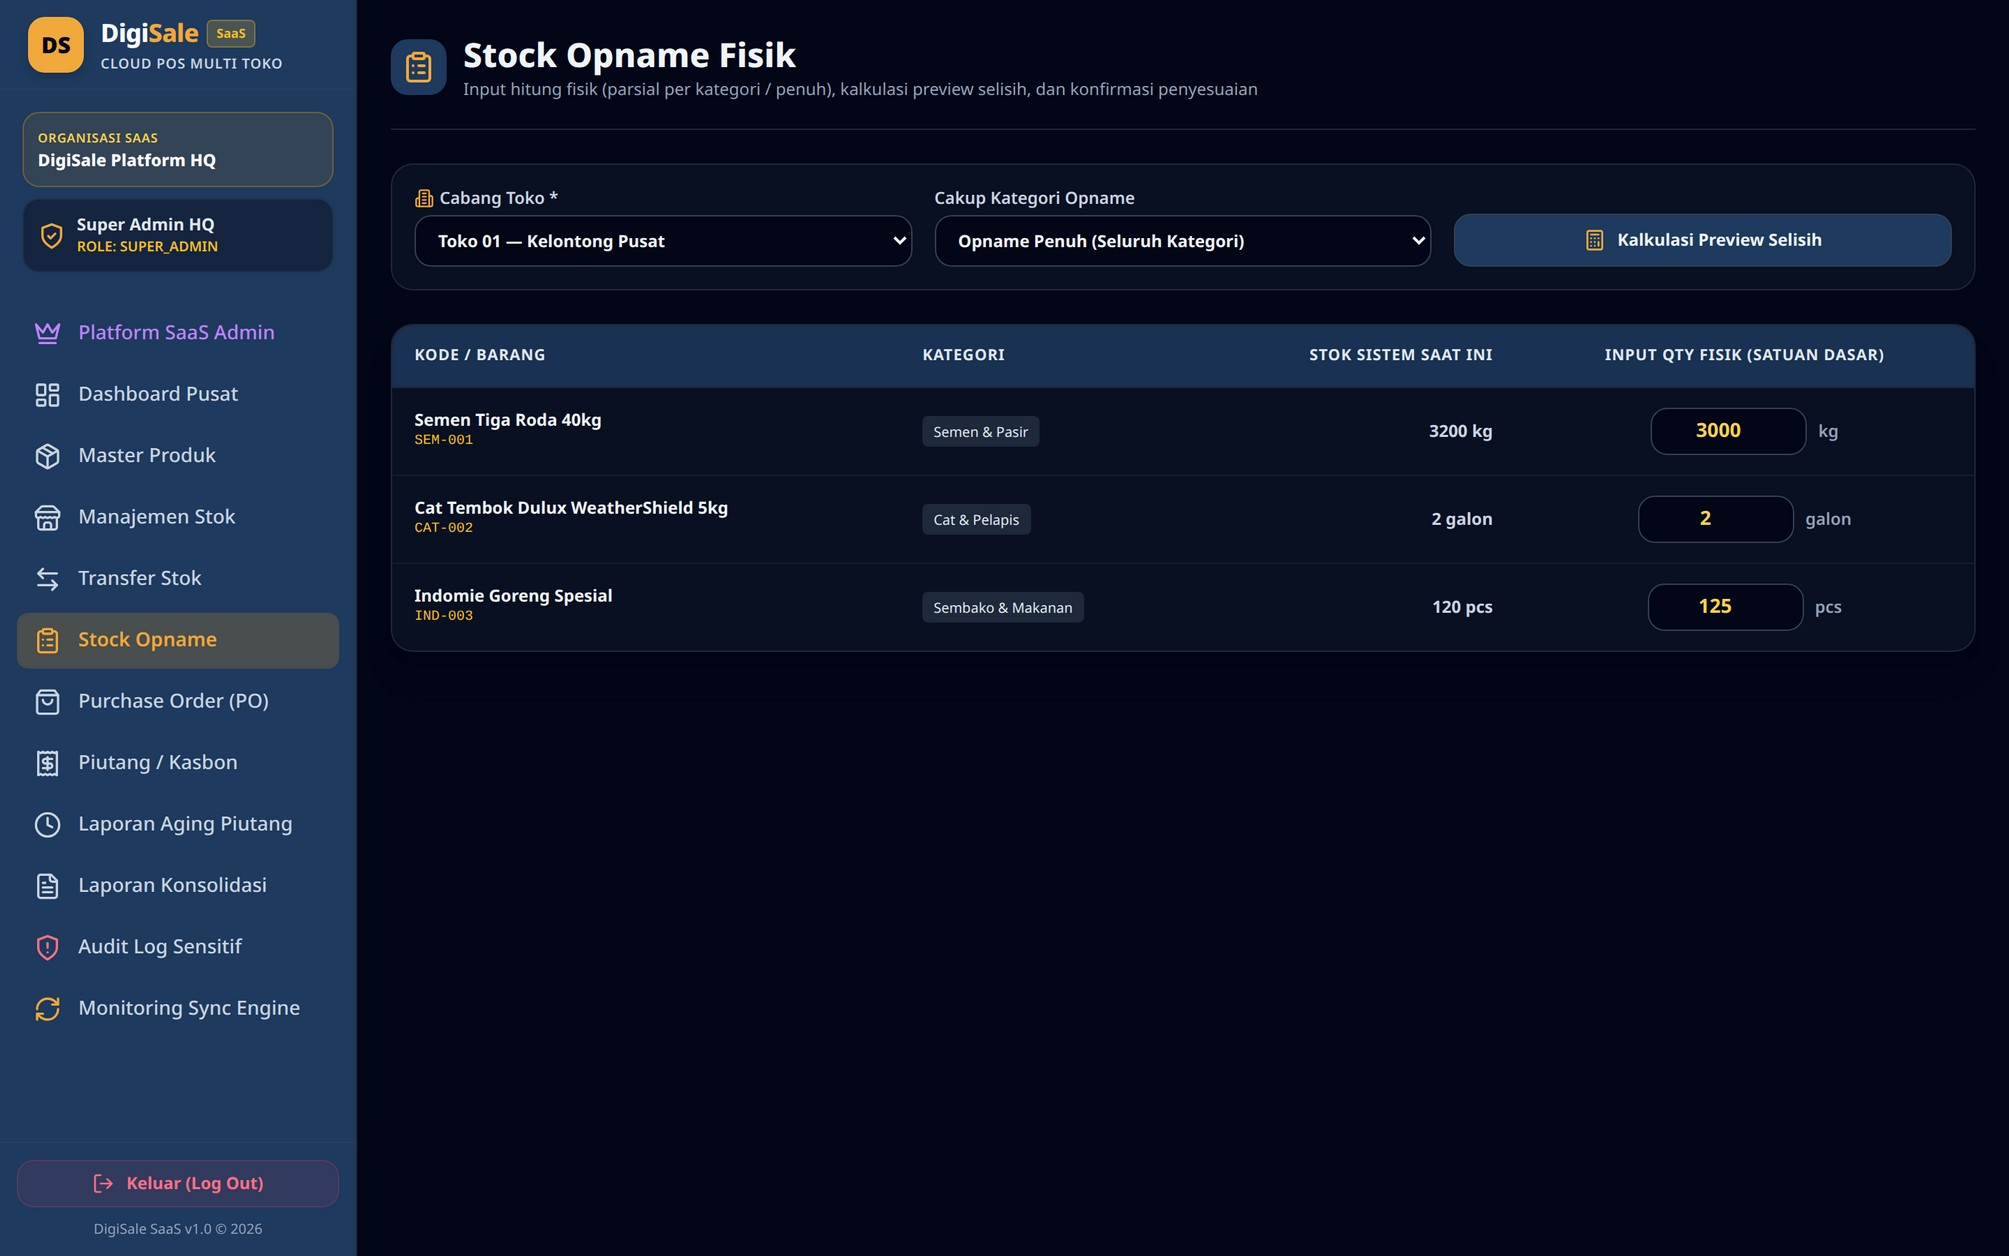 DS
DigiSale SaaS
CLOUD POS MULTI TOKO
ORGANISASI SAAS
DigiSale Platform HQ
Super Admin HQ
ROLE: SUPER_ADMIN
Platform SaaS Admin
Dashboard Pusat
Master Produk
Manajemen Stok
Transfer Stok
Stock Opname
Purchase Order (PO)
Piutang / Kasbon
Laporan Aging Piutang
Laporan Konsolidasi
Audit Log Sensitif
Monitoring Sync Engine
Keluar (Log Out)
DigiSale SaaS v1.0 © 2026
Stock Opname Fisik
Input hitung fisik (parsial per kategori / penuh), kalkulasi preview selisih, dan konfirmasi penyesuaian
Cabang Toko * Cakup Kategori Opname
Toko 01 — Kelontong Pusat Opname Penuh (Seluruh Kategori) Kalkulasi Preview Selisih
KODE / BARANG KATEGORI STOK SISTEM SAAT INI INPUT QTY FISIK (SATUAN DASAR)
Semen Tiga Roda 40kg
SEM-001
Semen & Pasir 3200 kg 3000 kg
Cat Tembok Dulux WeatherShield 5kg
CAT-002
Cat & Pelapis 2 galon 2 galon
Indomie Goreng Spesial
IND-003
Sembako & Makanan 120 pcs 125 pcs